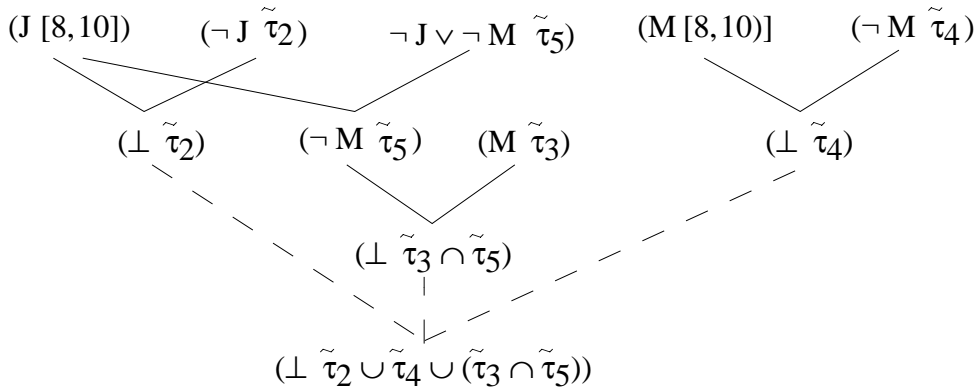 (J [8,10]) (¬ J τ̃₂) ¬ J ∨ ¬ M τ̃₅) (M [8,10)] (¬ M τ̃₄)
(⊥ τ̃₂) (¬ M τ̃₅) (M τ̃₃) (⊥ τ̃₄)
(⊥ τ̃₃ ∩ τ̃₅)
(⊥ τ̃₂ ∪ τ̃₄ ∪ (τ̃₃ ∩ τ̃₅))